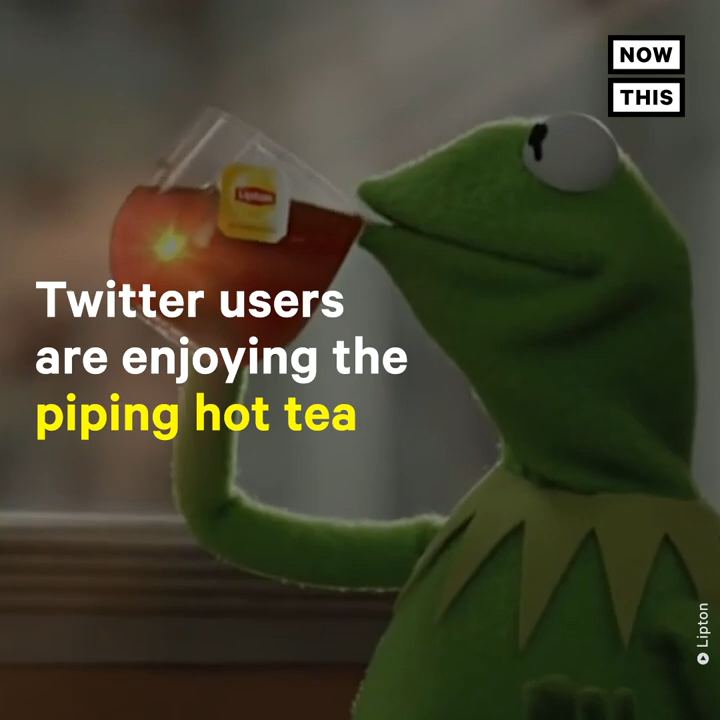 NOW
THIS
Lipton
Twitter users
are enjoying the
piping hot tea
Lipton